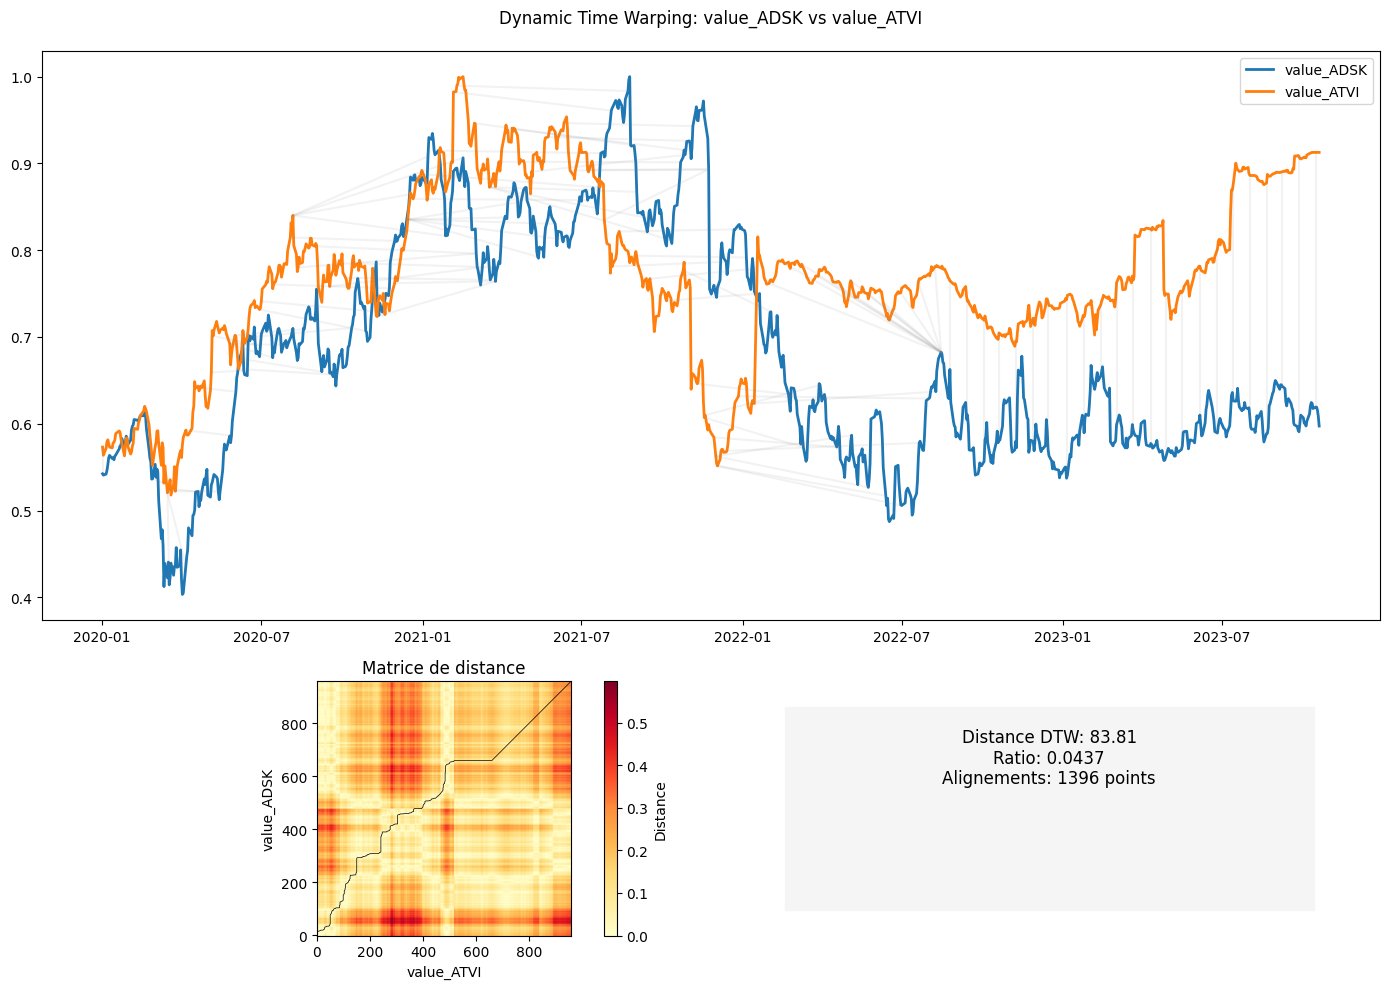 Dynamic Time Warping: value_ADSK vs value_ATVI
value_ADSK
value_ATVI
1.0
0.9
0.8
0.7
0.6
0.5
0.4
2020-01 2020-07 2021-01 2021-07 2022-01 2022-07 2023-01 2023-07
Matrice de distance
value_ADSK
800
600
400
200
0
0 200 400 600 800
value_ATVI
0.5
0.4
0.3
0.2
0.1
0.0
Distance
Distance DTW: 83.81
Ratio: 0.0437
Alignements: 1396 points